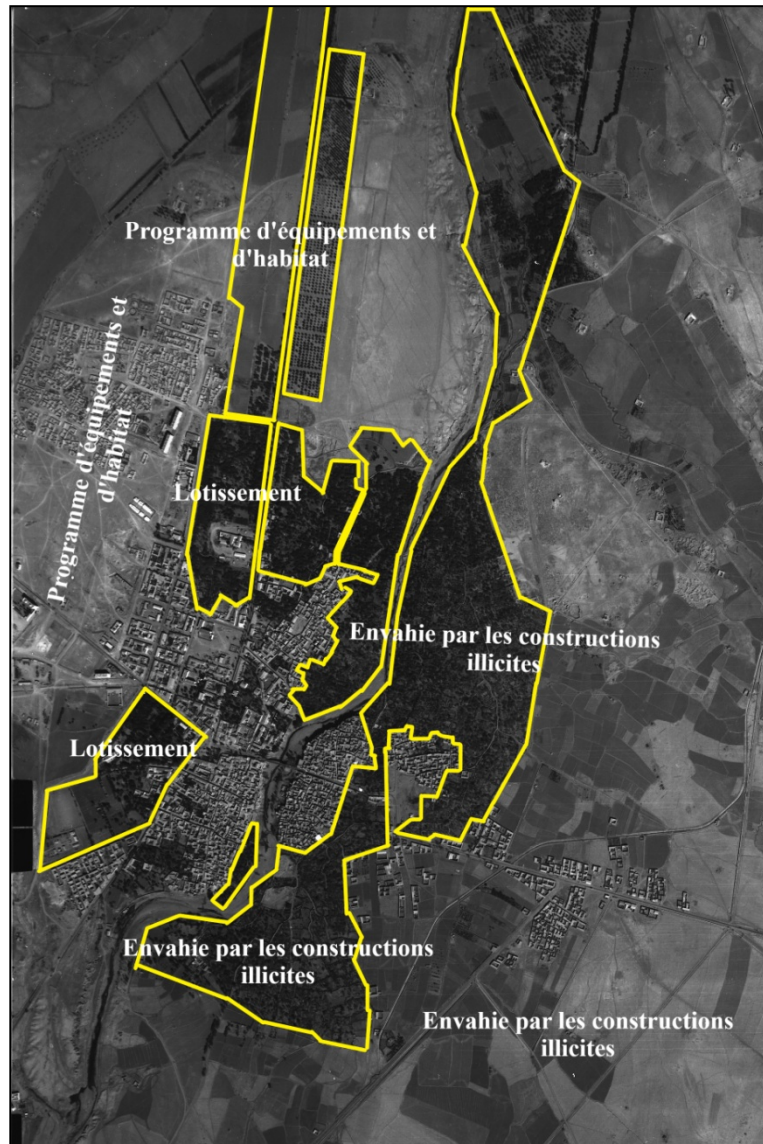 Programme d'équipements et
d'habitat
Programme d'équipements et
d'habitat
Lotissement
Envahie par les constructions
illicites
Lotissement
Envahie par les constructions
illicites
Envahie par les constructions
illicites